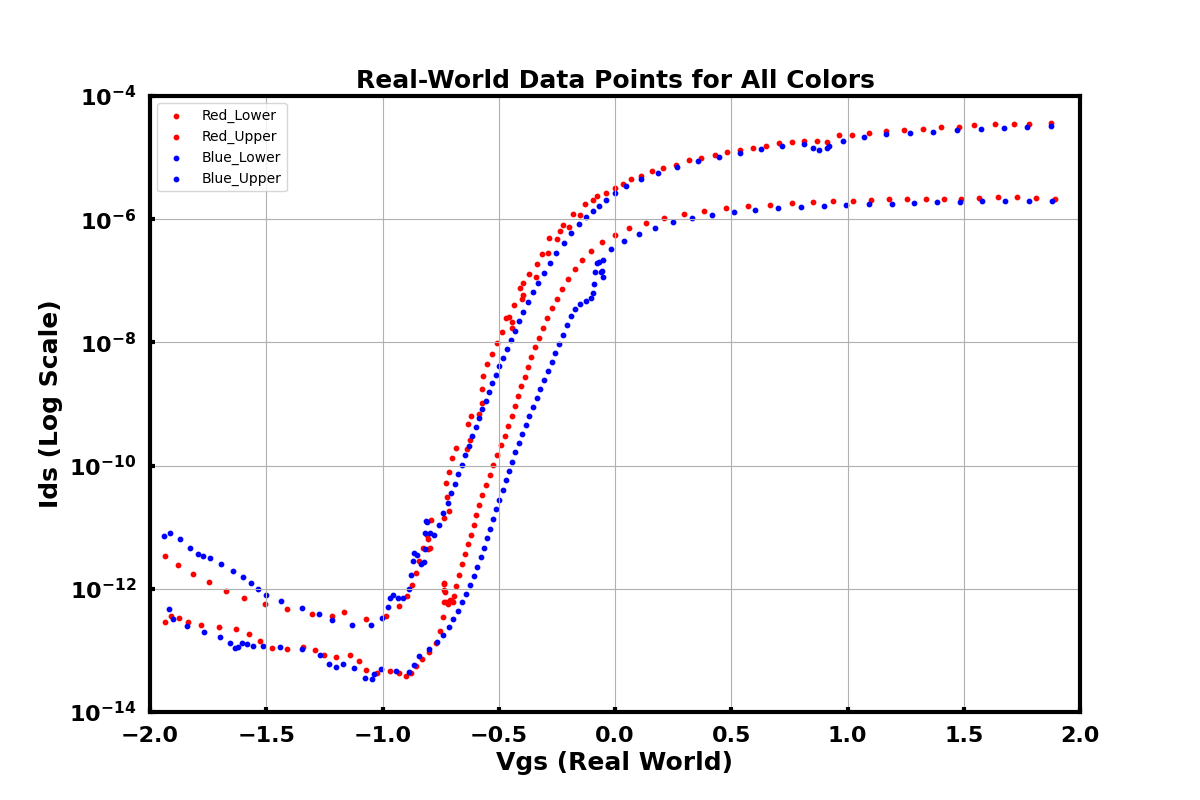 Real-World Data Points for All Colors
Red_Lower
Red_Upper
Blue_Lower
Blue_Upper
10⁻⁴
10⁻⁶
10⁻⁸
10⁻¹⁰
10⁻¹²
10⁻¹⁴
Ids (Log Scale)
−2.0 −1.5 −1.0 −0.5 0.0 0.5 1.0 1.5 2.0
Vgs (Real World)